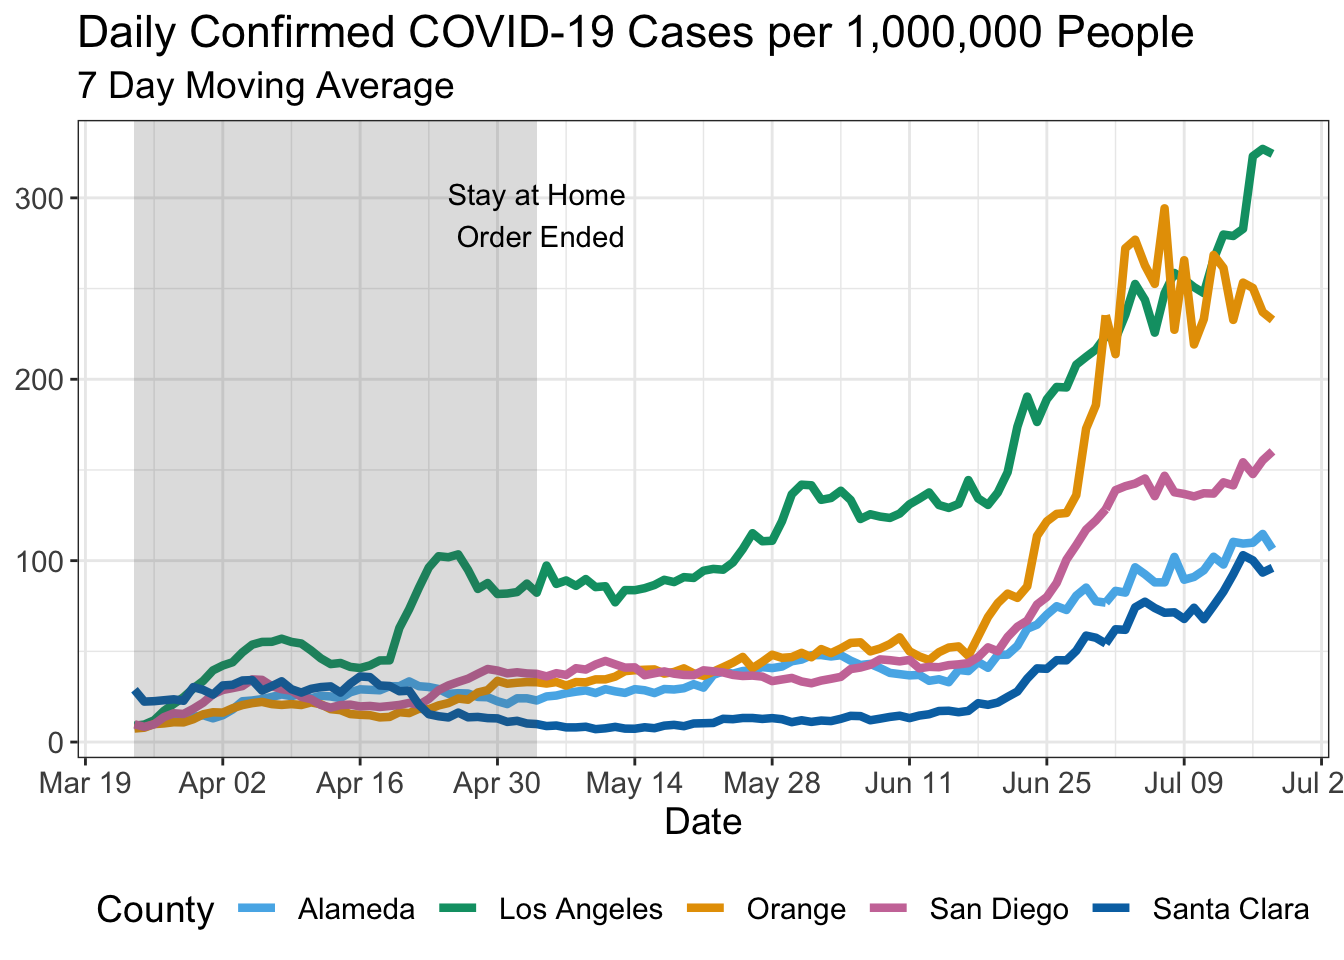 Daily Confirmed COVID-19 Cases per 1,000,000 People
7 Day Moving Average
Stay at Home
Order Ended
300
200
100
0
Mar 19 Apr 02 Apr 16 Apr 30 May 14 May 28 Jun 11 Jun 25 Jul 09 Jul 2
Date
County Alameda Los Angeles Orange San Diego Santa Clara